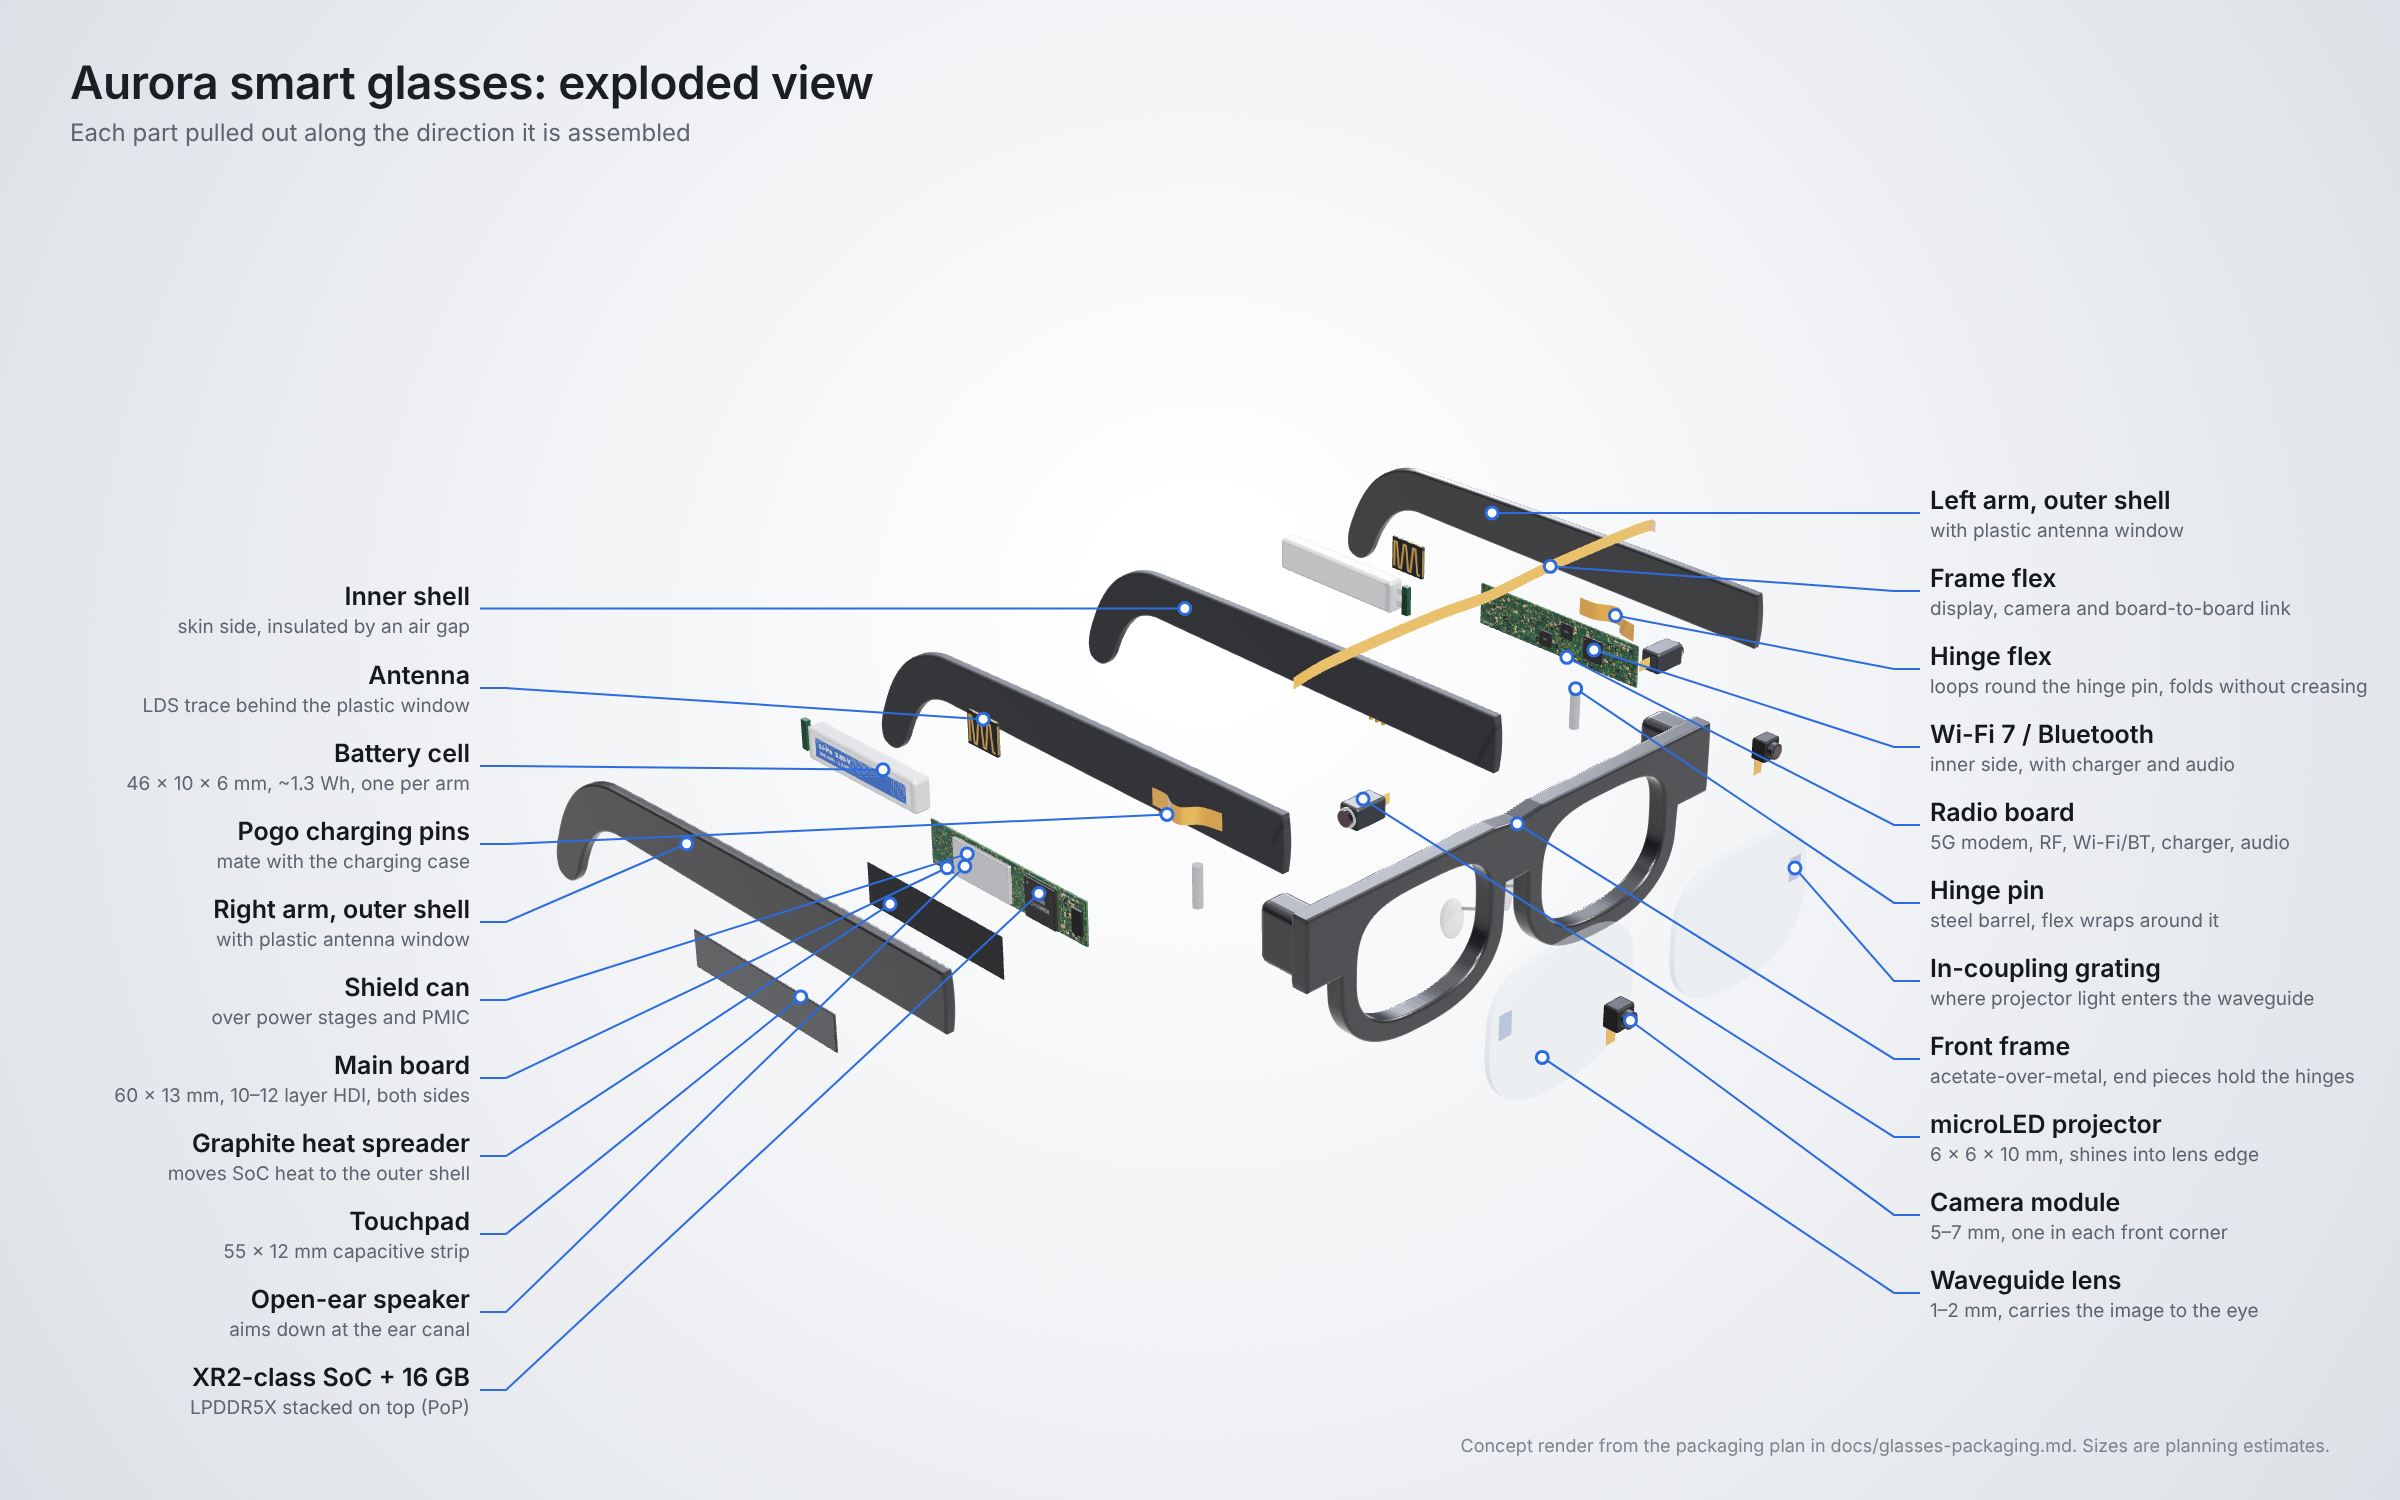 Aurora smart glasses: exploded view
Each part pulled out along the direction it is assembled
Inner shell
skin side, insulated by an air gap
Antenna
LDS trace behind the plastic window
Battery cell
46 × 10 × 6 mm, ~1.3 Wh, one per arm
Pogo charging pins
mate with the charging case
Right arm, outer shell
with plastic antenna window
Shield can
over power stages and PMIC
Main board
60 × 13 mm, 10–12 layer HDI, both sides
Graphite heat spreader
moves SoC heat to the outer shell
Touchpad
55 × 12 mm capacitive strip
Open-ear speaker
aims down at the ear canal
XR2-class SoC + 16 GB
LPDDR5X stacked on top (PoP)
Left arm, outer shell
with plastic antenna window
Frame flex
display, camera and board-to-board link
Hinge flex
loops round the hinge pin, folds without creasing
Wi-Fi 7 / Bluetooth
inner side, with charger and audio
Radio board
5G modem, RF, Wi-Fi/BT, charger, audio
Hinge pin
steel barrel, flex wraps around it
In-coupling grating
where projector light enters the waveguide
Front frame
acetate-over-metal, end pieces hold the hinges
microLED projector
6 × 6 × 10 mm, shines into lens edge
Camera module
5–7 mm, one in each front corner
Waveguide lens
1–2 mm, carries the image to the eye
Concept render from the packaging plan in docs/glasses-packaging.md. Sizes are planning estimates.